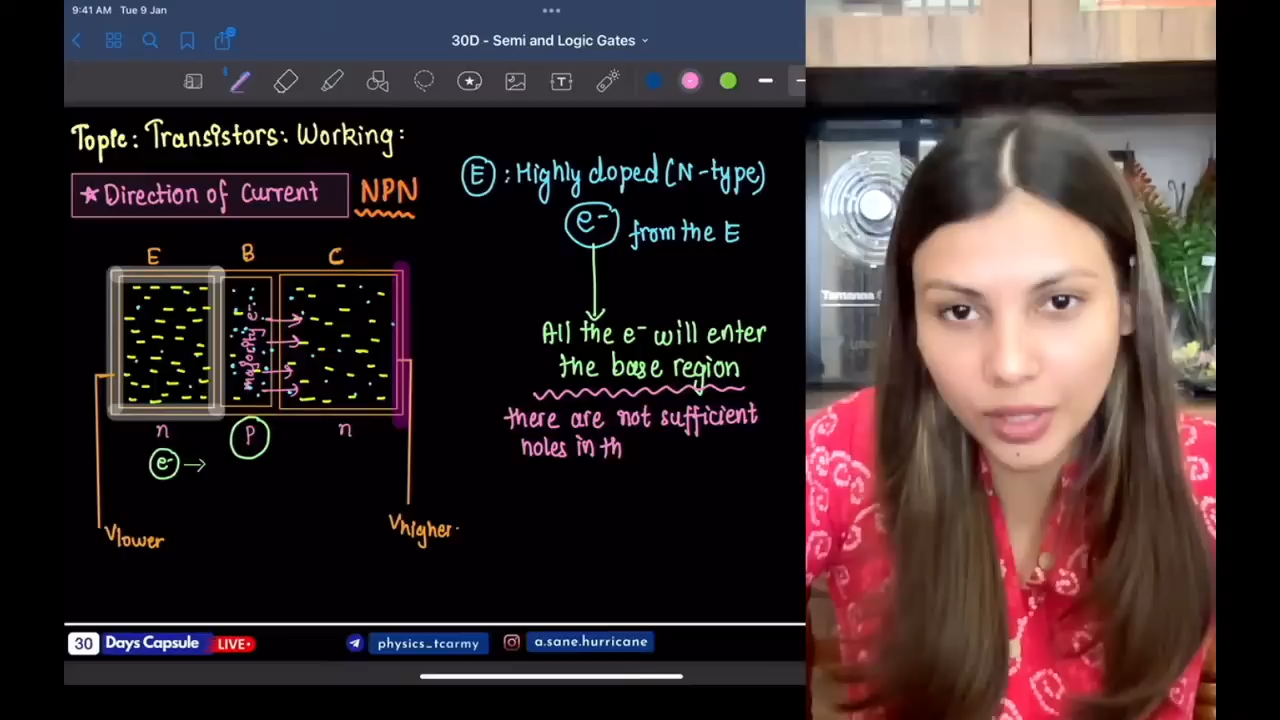 9:41 AM Tue 9 Jan
30D - Semi and Logic Gates
Topic: Transistors: Working:
★ Direction of Current NPN
E : Highly doped (N-type)
e- from the E
E B C
majority e-
All the e- will enter
the base region
there are not sufficient
holes in th
n P n
e- →
Vlower
Vhigher.
30 Days Capsule LIVE
physics_tcarmy
a.sane.hurricane